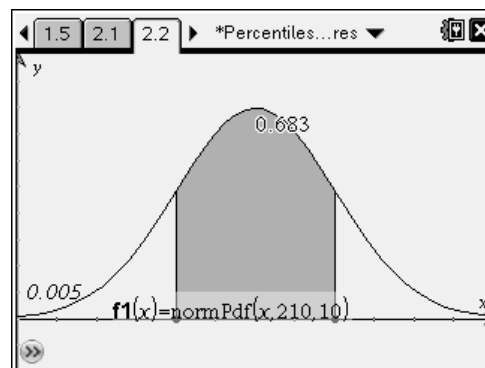 1.5 2.1 2.2 *Percentiles...res
y
0.683
0.005
x
f1(x)=normPdf(x,210,10)